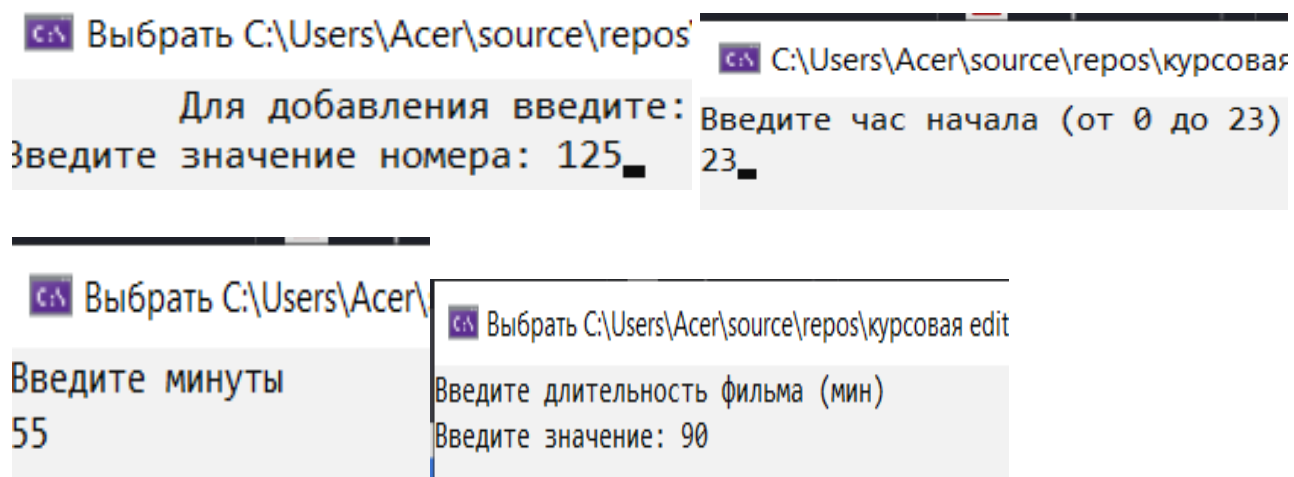 Выбрать C:\Users\Acer\source\repos
Для добавления введите:
Введите значение номера: 125
C:\Users\Acer\source\repos\курсовая
Введите час начала (от 0 до 23)
23
Выбрать C:\Users\Acer\
Введите минуты
55
Выбрать C:\Users\Acer\source\repos\курсовая edit
Введите длительность фильма (мин)
Введите значение: 90